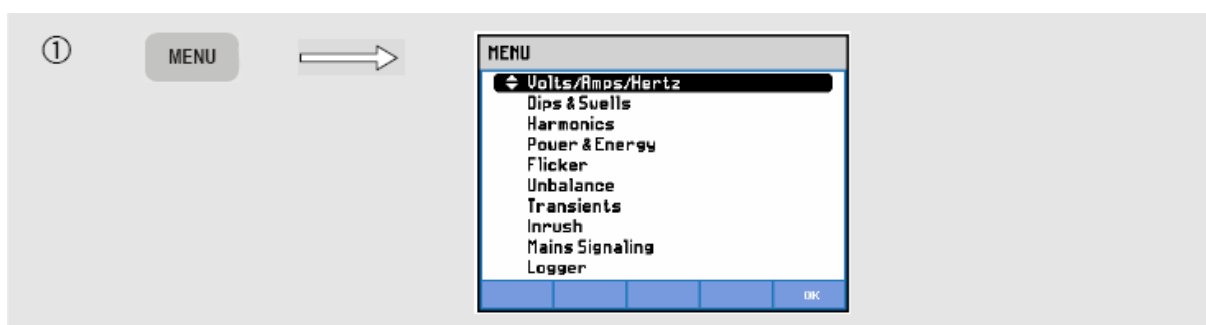 ① MENU
MENU
Volts/Amps/Hertz
Dips & Swells
Harmonics
Power & Energy
Flicker
Unbalance
Transients
Inrush
Mains Signaling
Logger
OK